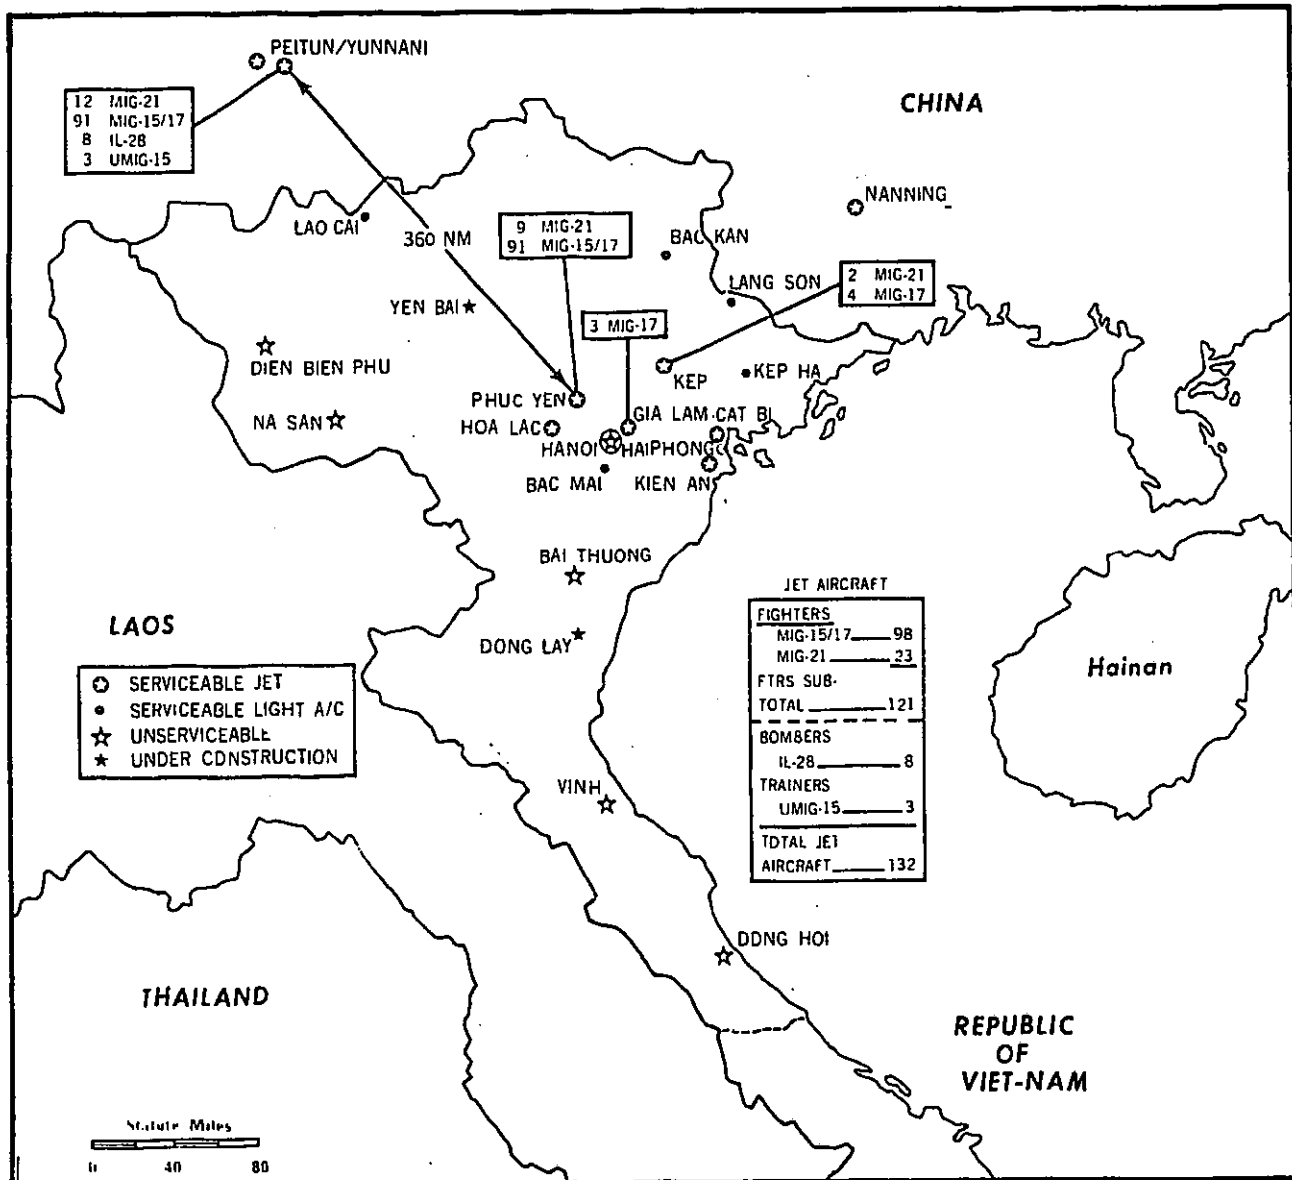 PEITUN/YUNNANI
12 MIG-21
91 MIG-15/17
8 IL-28
3 UMIG-15
CHINA
NANNING
LAO CAI
360 NM
9 MIG-21
91 MIG-15/17
BAC KAN
LANG SON
2 MIG-21
4 MIG-17
YEN BAI
3 MIG-17
DIEN BIEN PHU
KEP
KEP HA
PHUC YEN
NA SAN
HOA LAC
GIA LAM
CAT BI
HANOI
HAIPHONG
BAC MAI
KIEN AN
BAI THUONG
LAOS
DONG LAY
SERVICEABLE JET
SERVICEABLE LIGHT A/C
UNSERVICEABLE
UNDER CONSTRUCTION
JET AIRCRAFT
FIGHTERS
MIG-15/17 98
MIG-21 23
FTRS SUB-
TOTAL 121
BOMBERS
IL-28 8
TRAINERS
UMIG-15 3
TOTAL JET
AIRCRAFT 132
Hainan
VINH
DONG HOI
THAILAND
REPUBLIC
OF
VIET-NAM
Statute Miles
0 40 80